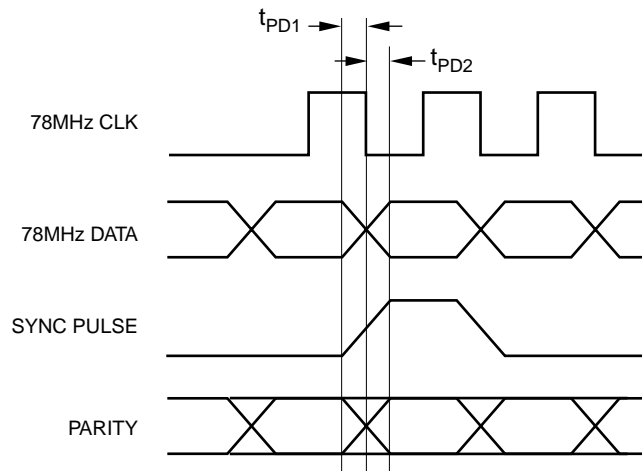 tPD1
tPD2
78MHz CLK
78MHz DATA
SYNC PULSE
PARITY